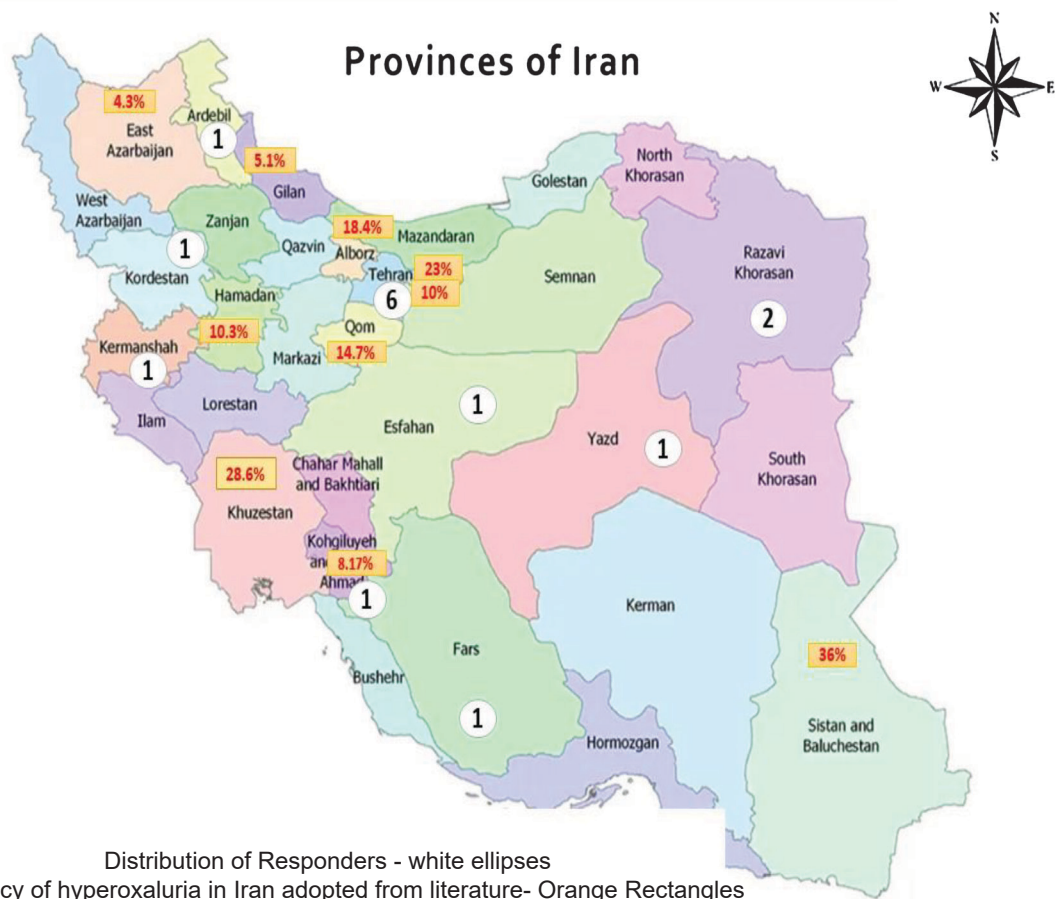 Provinces of Iran
N
W
E
S
4.3%
East
Azarbaijan
Ardebil
1
5.1%
Gilan
North
Khorasan
Golestan
West
Azarbaijan
Zanjan
1
Qazvin
18.4%
Alborz
Mazandaran
Tehran
23%
10%
6
Semnan
Razavi
Khorasan
2
Kordestan
Hamadan
10.3%
Qom
14.7%
Markazi
Kermanshah
1
Ilam
Lorestan
Esfahan
1
Yazd
1
South
Khorasan
28.6%
Khuzestan
Chahar Mahall
and Bakhtiari
Kohgiluyeh
8.17%
1
Kerman
36%
Fars
1
Bushehr
Hormozgan
Sistan and
Baluchestan
Distribution of Responders - white ellipses
of hyperoxaluria in Iran adopted from literature- Orange Rectangles